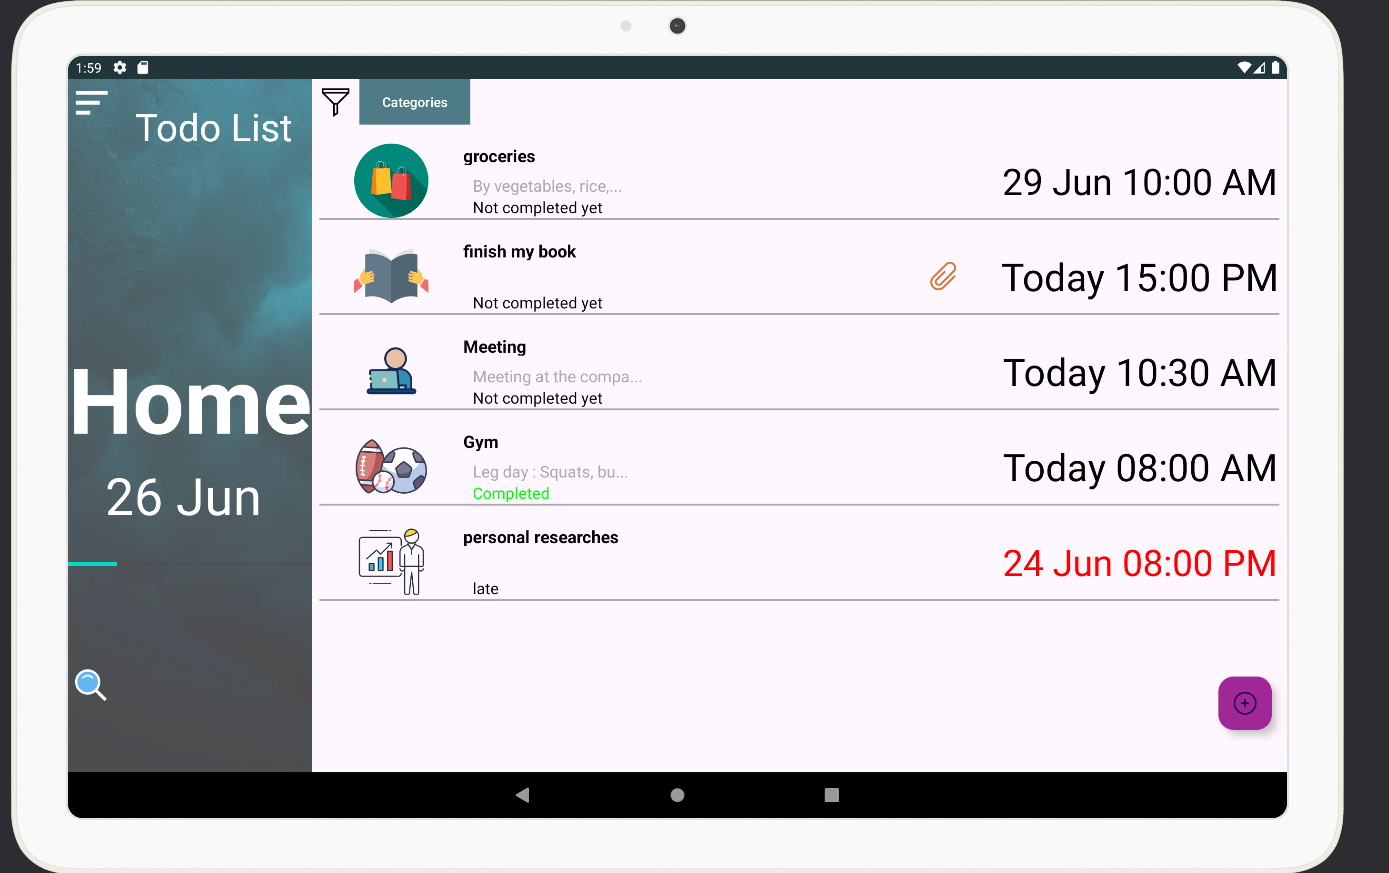 1:59
Todo List
Home
26 Jun
Categories
groceries
By vegetables, rice,...
Not completed yet
29 Jun 10:00 AM
finish my book
Not completed yet
Today 15:00 PM
Meeting
Meeting at the compa...
Not completed yet
Today 10:30 AM
Gym
Leg day : Squats, bu...
Completed
Today 08:00 AM
personal researches
late
24 Jun 08:00 PM